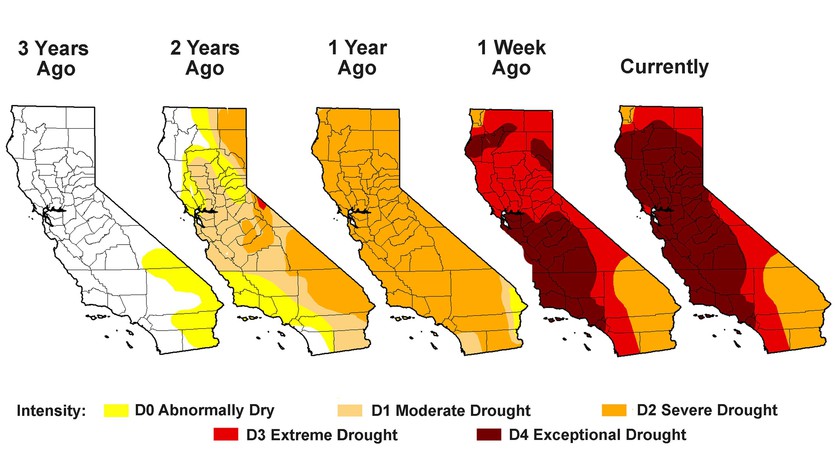 3 Years
Ago
2 Years
Ago
1 Year
Ago
1 Week
Ago
Currently
Intensity:
D0 Abnormally Dry
D1 Moderate Drought
D2 Severe Drought
D3 Extreme Drought
D4 Exceptional Drought